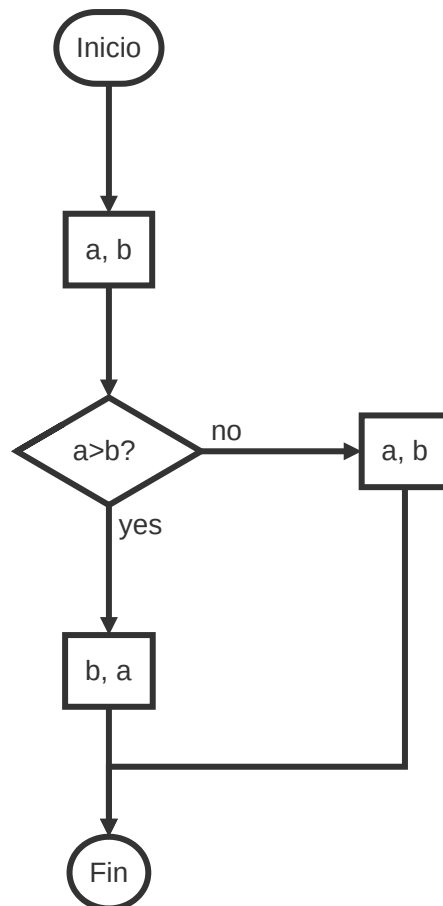 Inicio
a, b
a>b?
no
a, b
yes
b, a
Fin